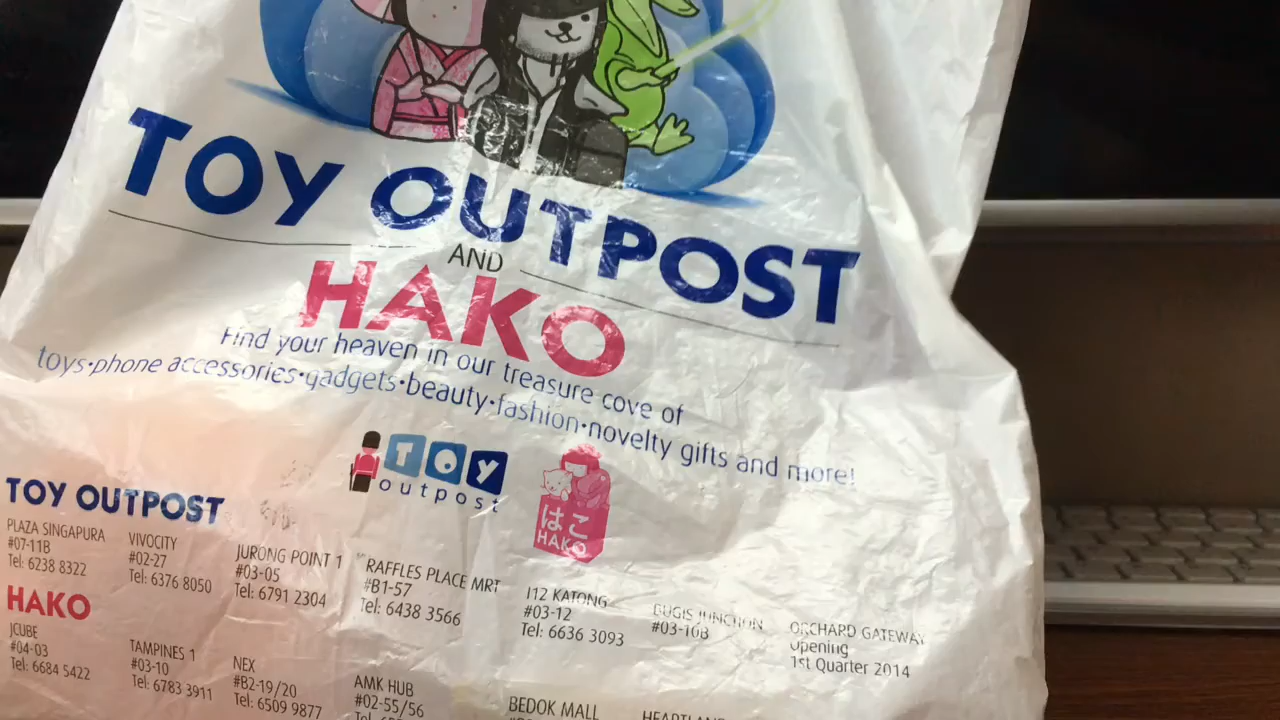 TOY OUTPOST
AND
HAKO
Find your heaven in our treasure cove of
toys·phone accessories·gadgets·beauty·fashion·novelty gifts and more!
TOY
outpost
はこ
HAKO
TOY OUTPOST
PLAZA SINGAPURA
#07-11B
Tel: 6238 8322
VIVOCITY
#02-27
Tel: 6376 8050
JURONG POINT 1
#03-05
Tel: 6791 2304
RAFFLES PLACE MRT
#B1-57
Tel: 6438 3566
112 KATONG
#03-12
Tel: 6636 3093
BUGIS JUNCTION
#03-10B
ORCHARD GATEWAY
Opening
1st Quarter 2014
HAKO
JCUBE
#04-03
Tel: 6684 5422
TAMPINES 1
#03-10
Tel: 6783 3911
NEX
#B2-19/20
Tel: 6509 9877
AMK HUB
#02-55/56
Tel:
BEDOK MALL